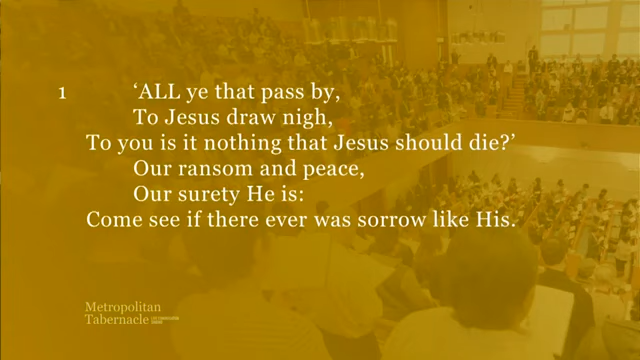 1 ‘ALL ye that pass by,
To Jesus draw nigh,
To you is it nothing that Jesus should die?’
Our ransom and peace,
Our surety He is:
Come see if there ever was sorrow like His.
Metropolitan
Tabernacle